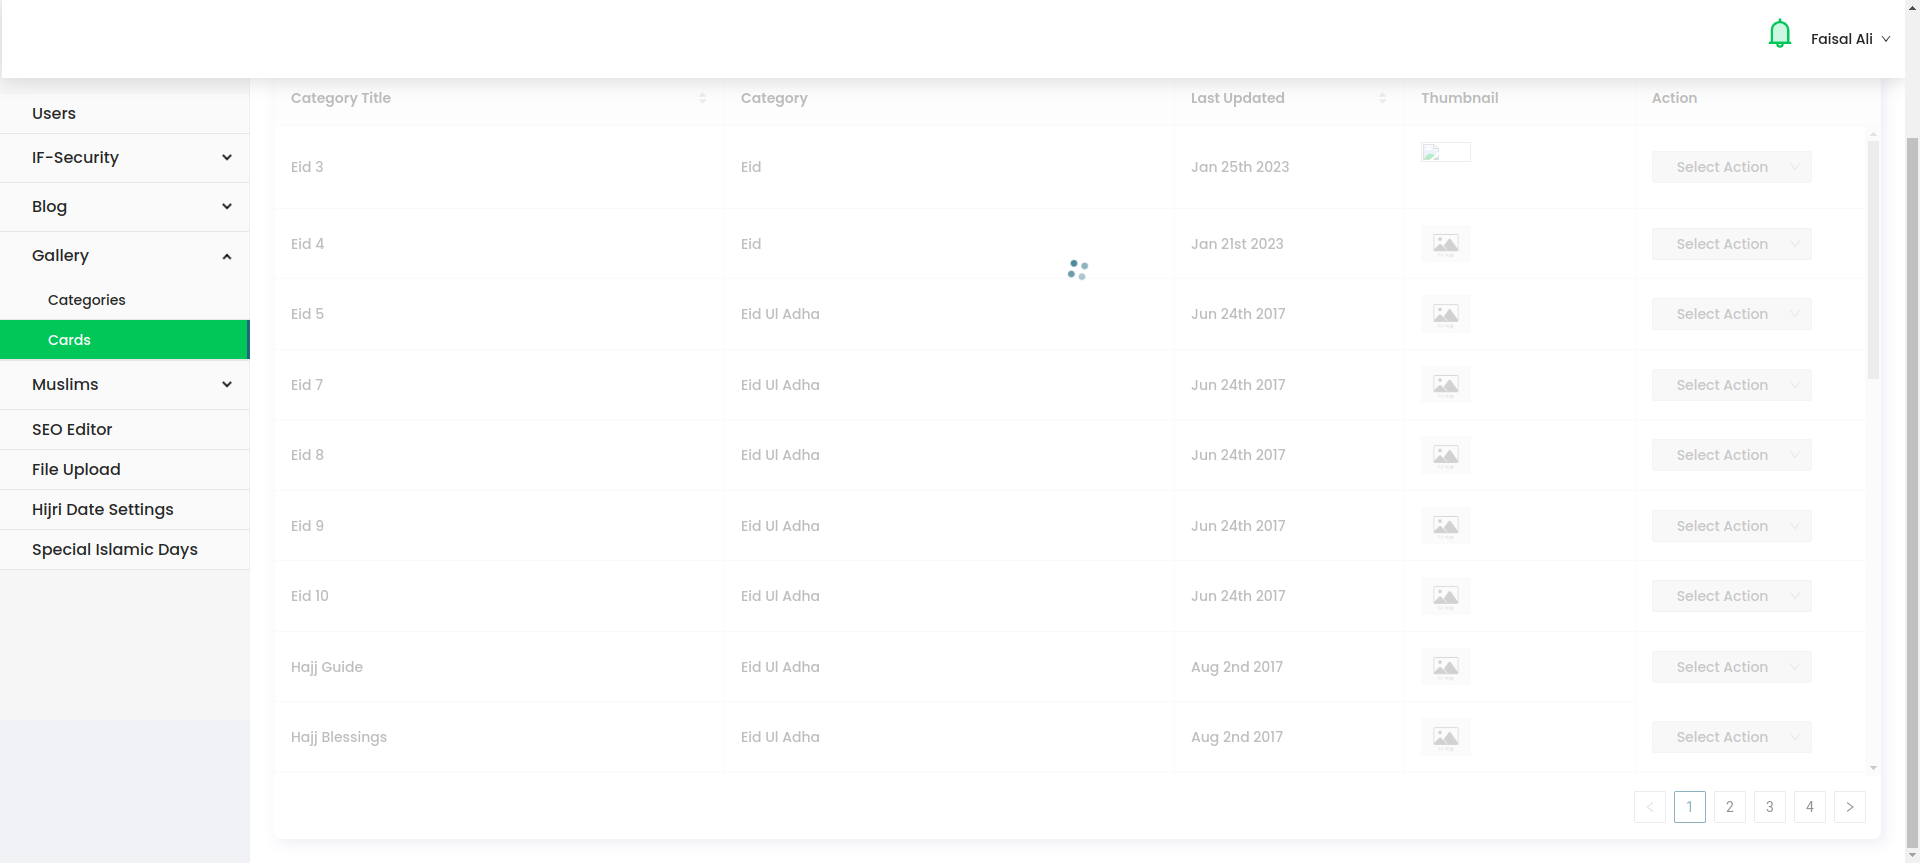 Faisal Ali
Users
IF-Security
Blog
Gallery
Categories
Cards
Muslims
SEO Editor
File Upload
Hijri Date Settings
Special Islamic Days
Category Title Category Last Updated Thumbnail Action
Eid 3 Eid Jan 25th 2023 Select Action
Eid 4 Eid Jan 21st 2023 Select Action
Eid 5 Eid Ul Adha Jun 24th 2017 Select Action
Eid 7 Eid Ul Adha Jun 24th 2017 Select Action
Eid 8 Eid Ul Adha Jun 24th 2017 Select Action
Eid 9 Eid Ul Adha Jun 24th 2017 Select Action
Eid 10 Eid Ul Adha Jun 24th 2017 Select Action
Hajj Guide Eid Ul Adha Aug 2nd 2017 Select Action
Hajj Blessings Eid Ul Adha Aug 2nd 2017 Select Action
< 1 2 3 4 >